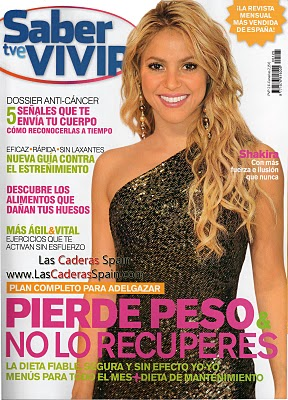 ¡LA REVISTA
MENSUAL
MÁS VENDIDA
DE ESPAÑA!
Saber
tve VIVIR
DOSSIER ANTI-CÁNCER
5 SEÑALES QUE TE
ENVÍA TU CUERPO
CÓMO RECONOCERLAS A TIEMPO
EFICAZ•RÁPIDA•SIN LAXANTES
NUEVA GUÍA CONTRA
EL ESTREÑIMIENTO
Shakira
Con más
fuerza e ilusión
que nunca
DESCUBRE LOS
ALIMENTOS QUE
DAÑAN TUS HUESOS
MÁS ÁGIL&VITAL
EJERCICIOS QUE TE
ACTIVAN SIN ESFUERZO
Las Caderas Spain
www.LasCaderasSpain.com
PLAN COMPLETO PARA ADELGAZAR
PIERDE PESO &
NO LO RECUPERES
LA DIETA FIABLE, SEGURA Y SIN EFECTO YO-YO
MENÚS PARA TODO EL MES + DIETA DE MANTENIMIENTO